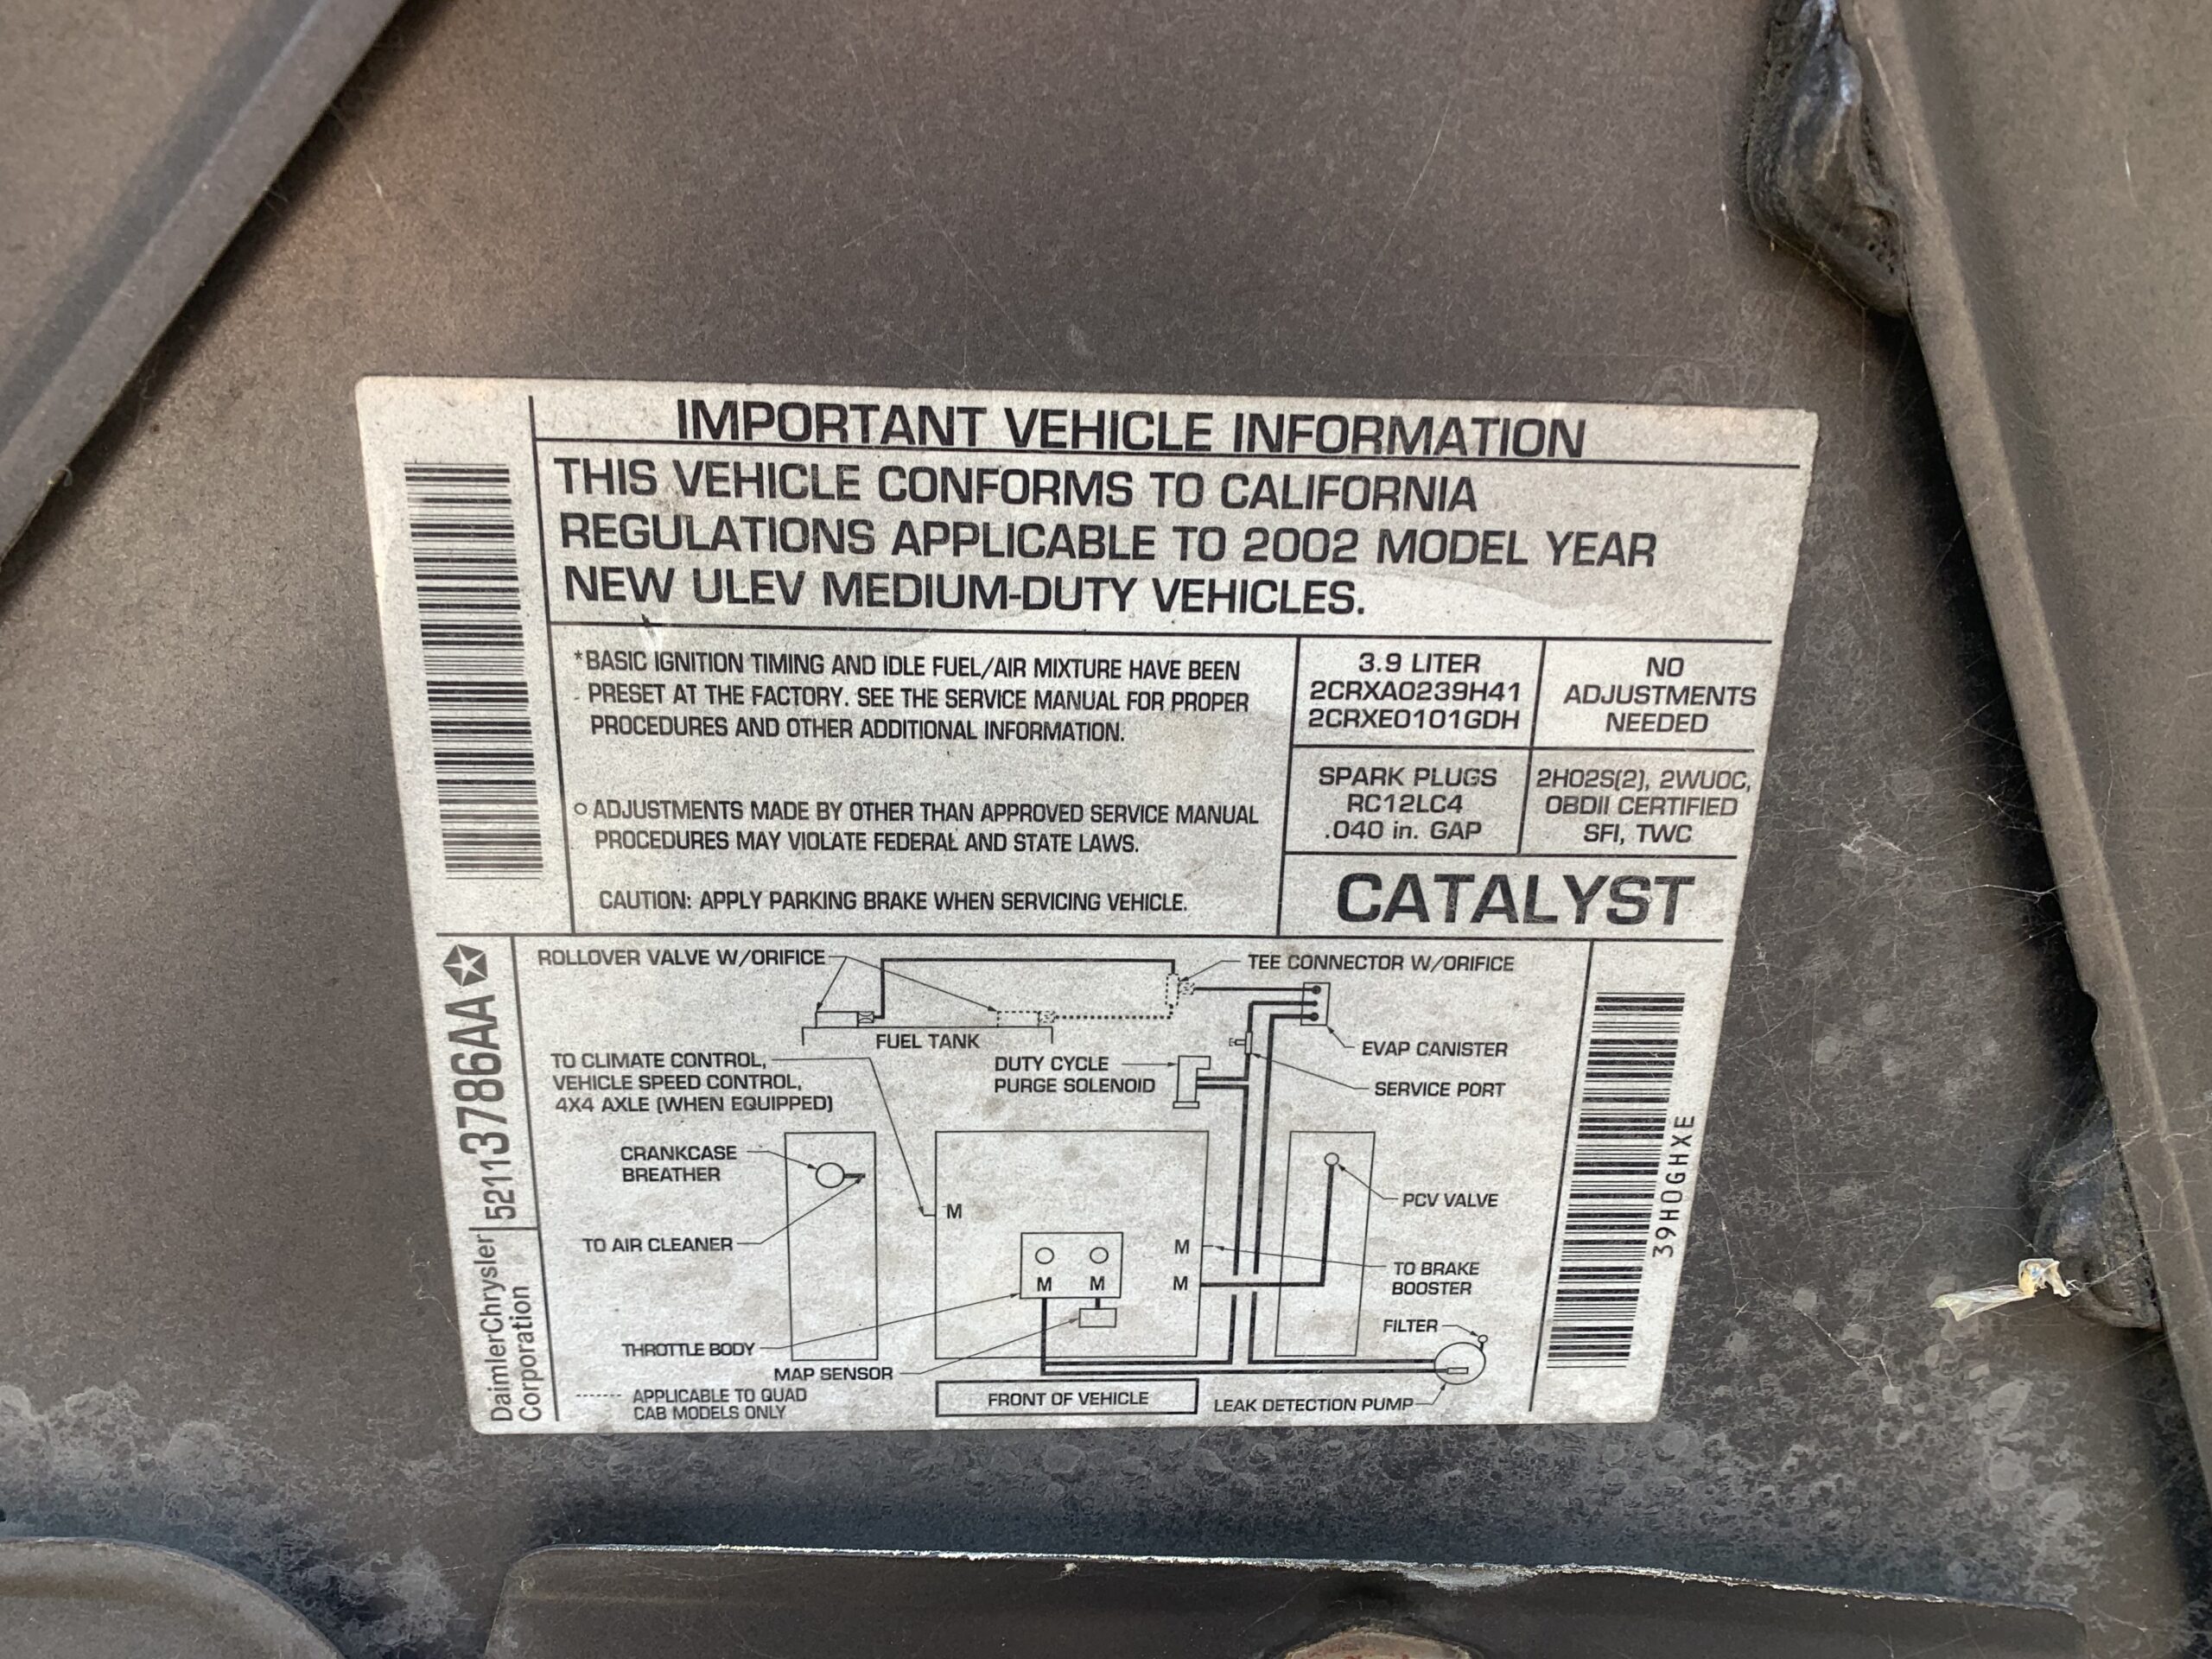 IMPORTANT VEHICLE INFORMATION
THIS VEHICLE CONFORMS TO CALIFORNIA
REGULATIONS APPLICABLE TO 2002 MODEL YEAR
NEW ULEV MEDIUM-DUTY VEHICLES.
*BASIC IGNITION TIMING AND IDLE FUEL/AIR MIXTURE HAVE BEEN
PRESET AT THE FACTORY. SEE THE SERVICE MANUAL FOR PROPER
PROCEDURES AND OTHER ADDITIONAL INFORMATION.
o ADJUSTMENTS MADE BY OTHER THAN APPROVED SERVICE MANUAL
PROCEDURES MAY VIOLATE FEDERAL AND STATE LAWS.
CAUTION: APPLY PARKING BRAKE WHEN SERVICING VEHICLE.
3.9 LITER
2CRXA0239H41
2CRXE0101GDH
NO
ADJUSTMENTS
NEEDED
SPARK PLUGS
RC12LC4
.040 in. GAP
2HO2S(2), 2WUOC,
OBDII CERTIFIED
SFI, TWC
CATALYST
ROLLOVER VALVE W/ORIFICE
TEE CONNECTOR W/ORIFICE
FUEL TANK
EVAP CANISTER
TO CLIMATE CONTROL,
VEHICLE SPEED CONTROL,
4X4 AXLE (WHEN EQUIPPED)
DUTY CYCLE
PURGE SOLENOID
SERVICE PORT
CRANKCASE
BREATHER
PCV VALVE
M
TO AIR CLEANER
M
M M
M
TO BRAKE
BOOSTER
FILTER
THROTTLE BODY
MAP SENSOR
APPLICABLE TO QUAD
CAB MODELS ONLY
FRONT OF VEHICLE
LEAK DETECTION PUMP
DaimlerChrysler
Corporation
52113786AA
39H0GHXE